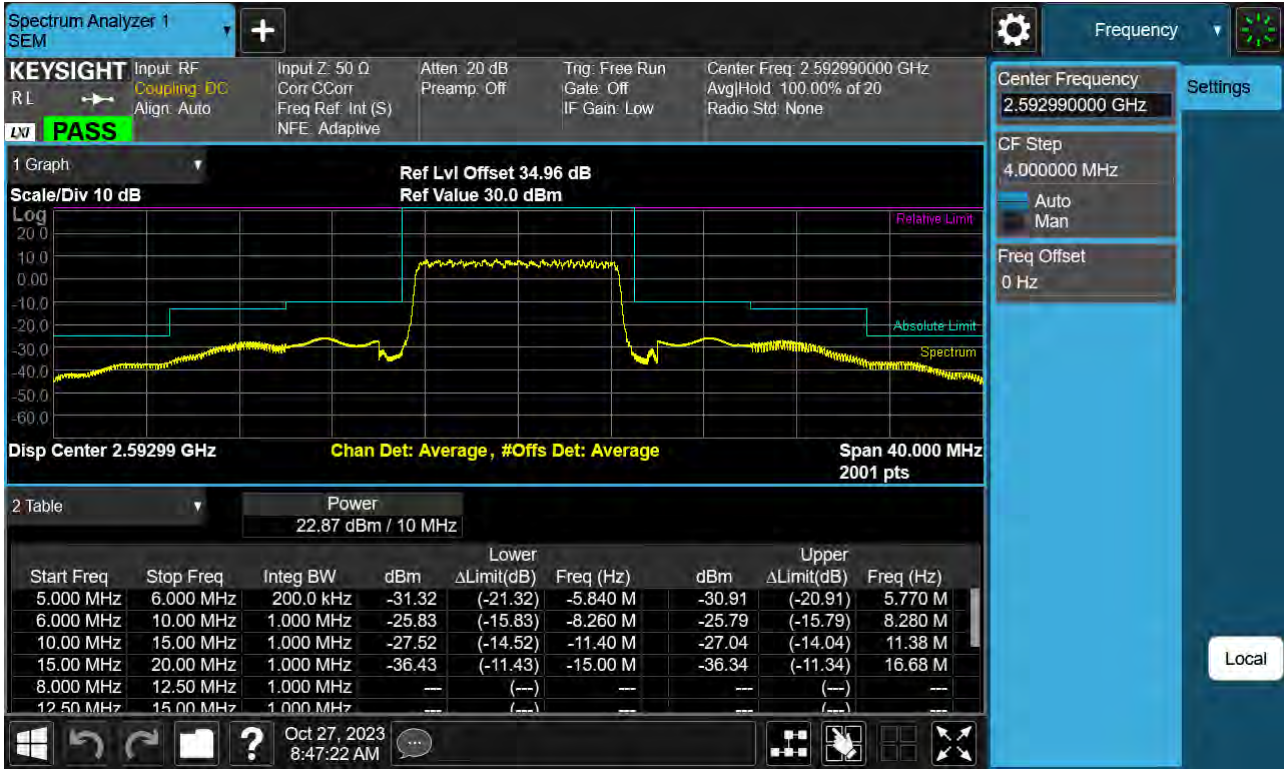 Spectrum Analyzer 1
SEM
+
Frequency
KEYSIGHT
R L
LXI
PASS
Input: RF
Coupling: DC
Align: Auto
Input Z: 50 Ω
Corr CCorr
Freq Ref: Int (S)
NFE: Adaptive
Atten: 20 dB
Preamp: Off
Trig: Free Run
Gate: Off
IF Gain: Low
Center Freq: 2.592990000 GHz
Avg|Hold: 100.00% of 20
Radio Std: None
Center Frequency
2.592990000 GHz
Settings
CF Step
4.000000 MHz
Auto
Man
Freq Offset
0 Hz
1 Graph
Ref Lvl Offset 34.96 dB
Scale/Div 10 dB
Ref Value 30.0 dBm
Log
Relative Limit
20.0
10.0
0.00
-10.0
-20.0
Absolute Limit
-30.0
Spectrum
-40.0
-50.0
-60.0
Disp Center 2.59299 GHz
Chan Det: Average , #Offs Det: Average
Span 40.000 MHz
2001 pts
2 Table
Power
22.87 dBm / 10 MHz
Lower Upper
Start Freq Stop Freq Integ BW dBm ΔLimit(dB) Freq (Hz) dBm ΔLimit(dB) Freq (Hz)
5.000 MHz 6.000 MHz 200.0 kHz -31.32 (-21.32) -5.840 M -30.91 (-20.91) 5.770 M
6.000 MHz 10.00 MHz 1.000 MHz -25.83 (-15.83) -8.260 M -25.79 (-15.79) 8.280 M
10.00 MHz 15.00 MHz 1.000 MHz -27.52 (-14.52) -11.40 M -27.04 (-14.04) 11.38 M
15.00 MHz 20.00 MHz 1.000 MHz -36.43 (-11.43) -15.00 M -36.34 (-11.34) 16.68 M
8.000 MHz 12.50 MHz 1.000 MHz --- (---) --- --- (---) ---
12.50 MHz 15.00 MHz 1.000 MHz --- (---) --- --- (---) ---
Local
?
Oct 27, 2023
8:47:22 AM